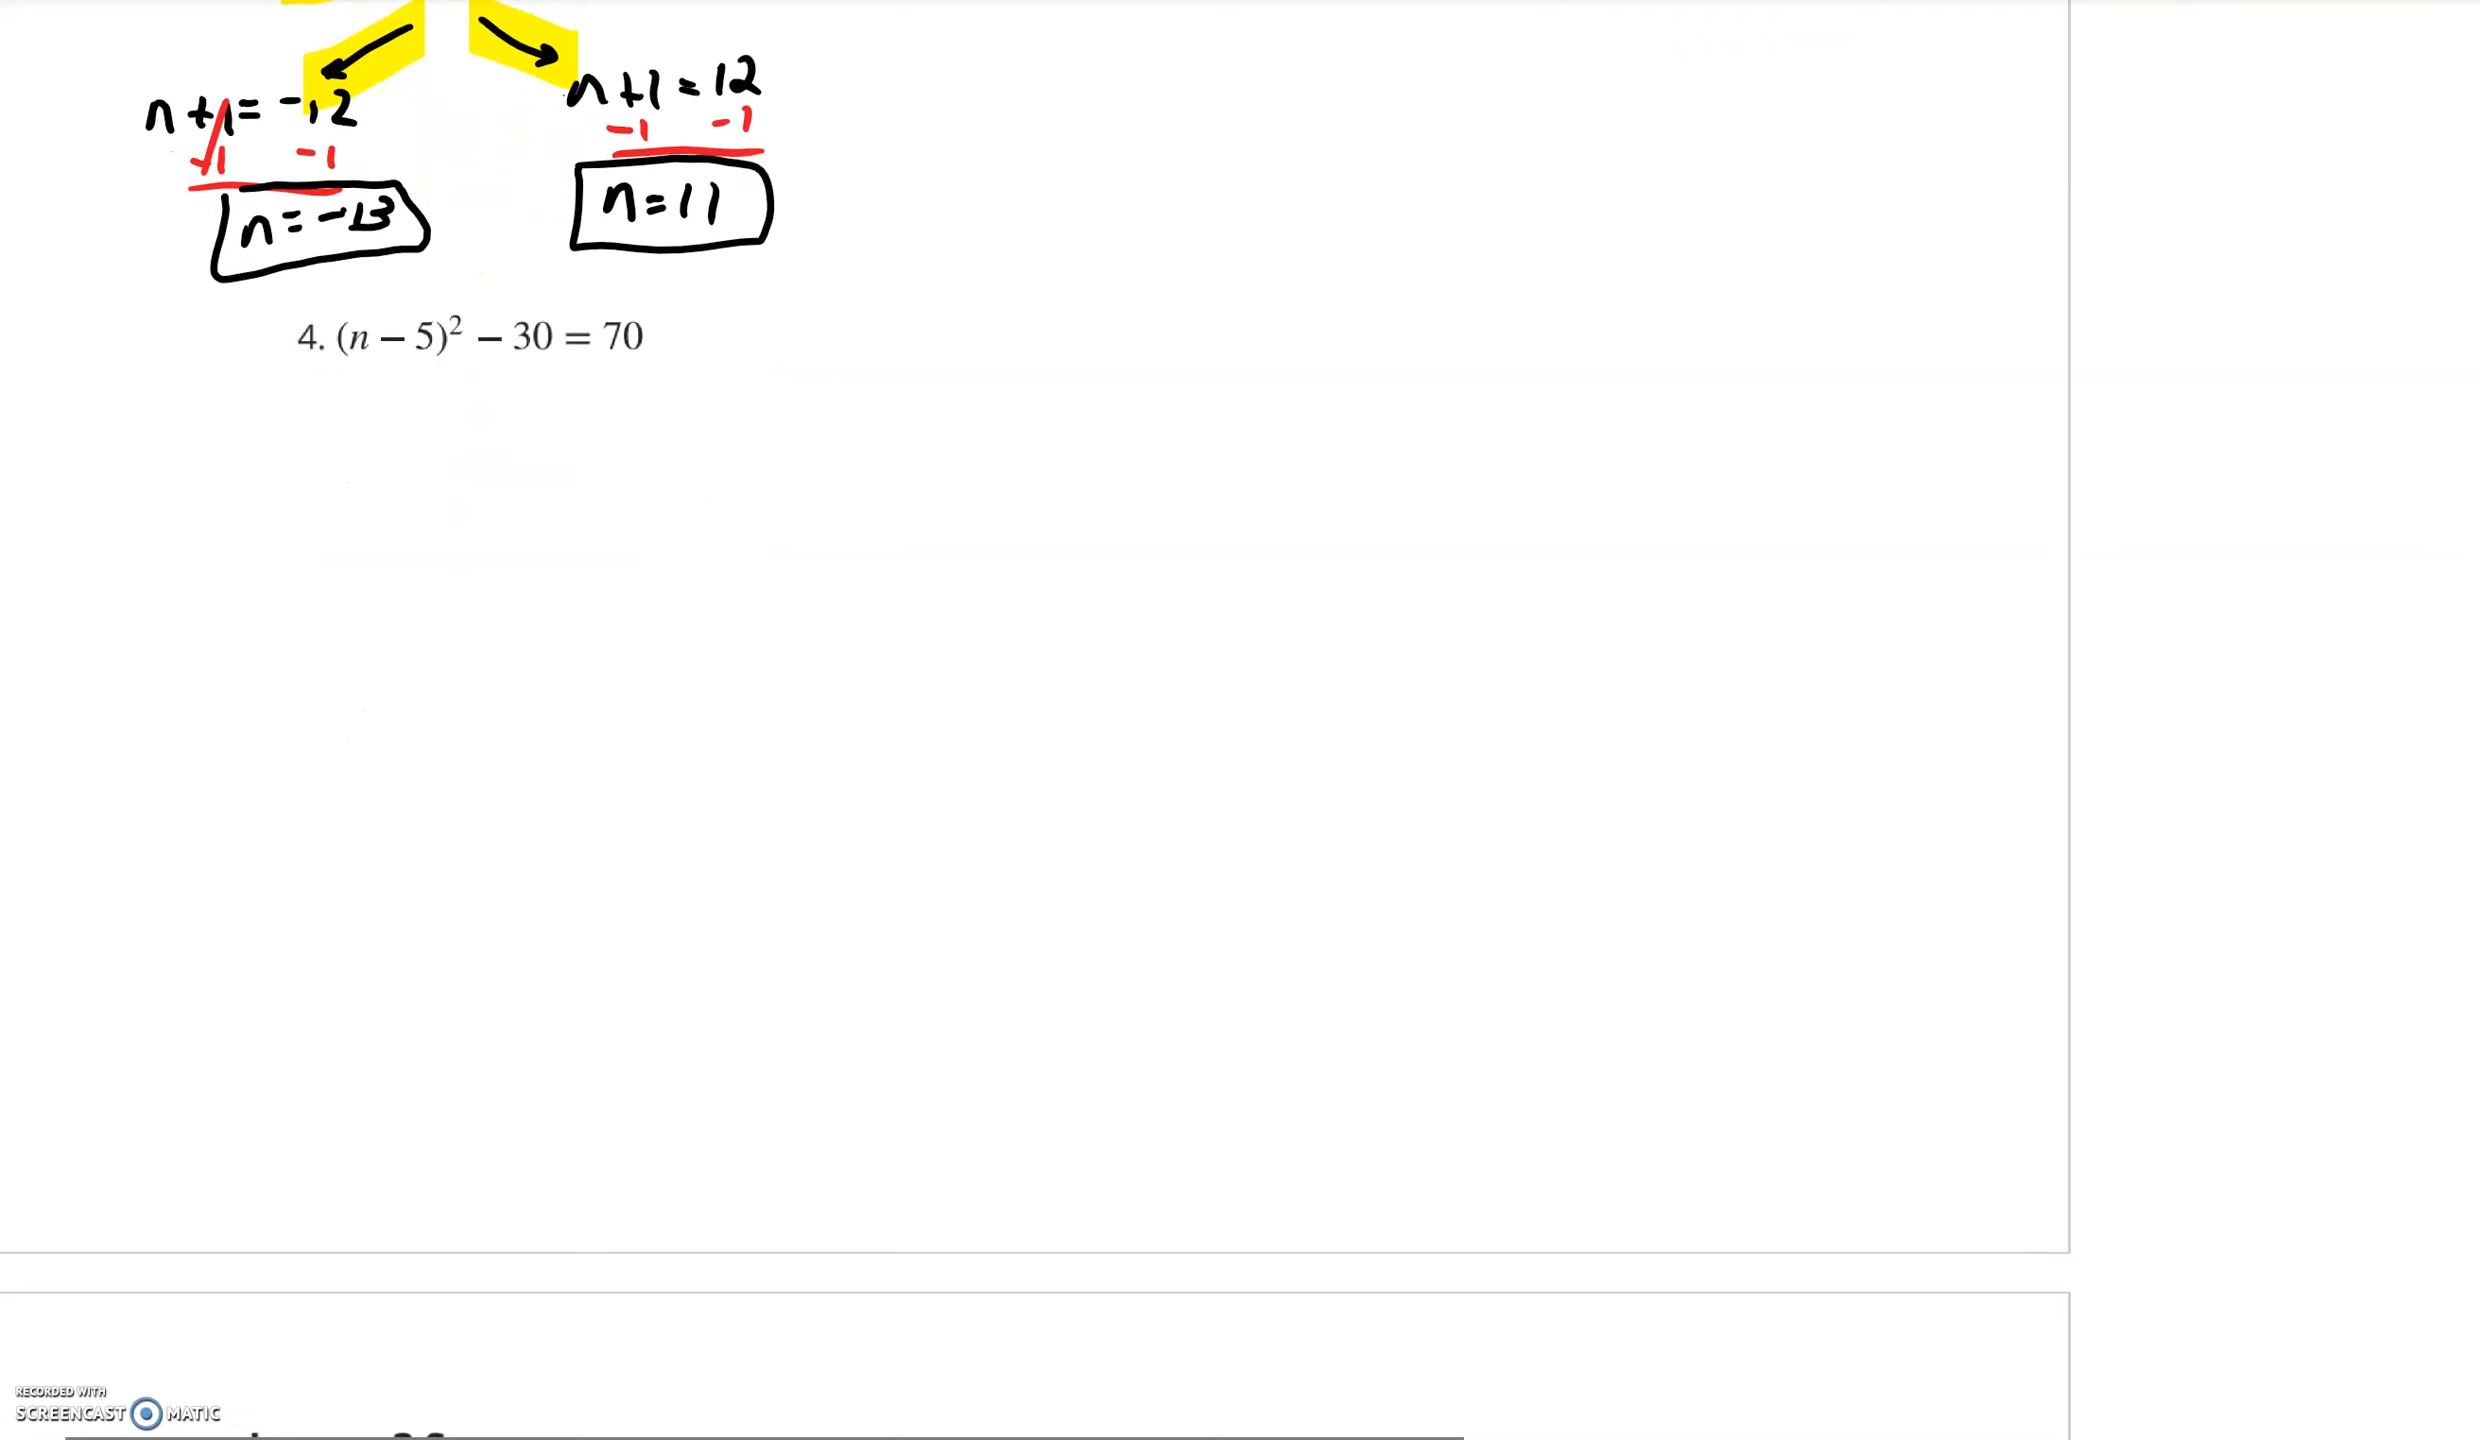 n+1=-12
-1 -1
n=-13
n+1=12
-1 -1
n=11
4. (n − 5)² − 30 = 70
RECORDED WITH
SCREENCAST MATIC